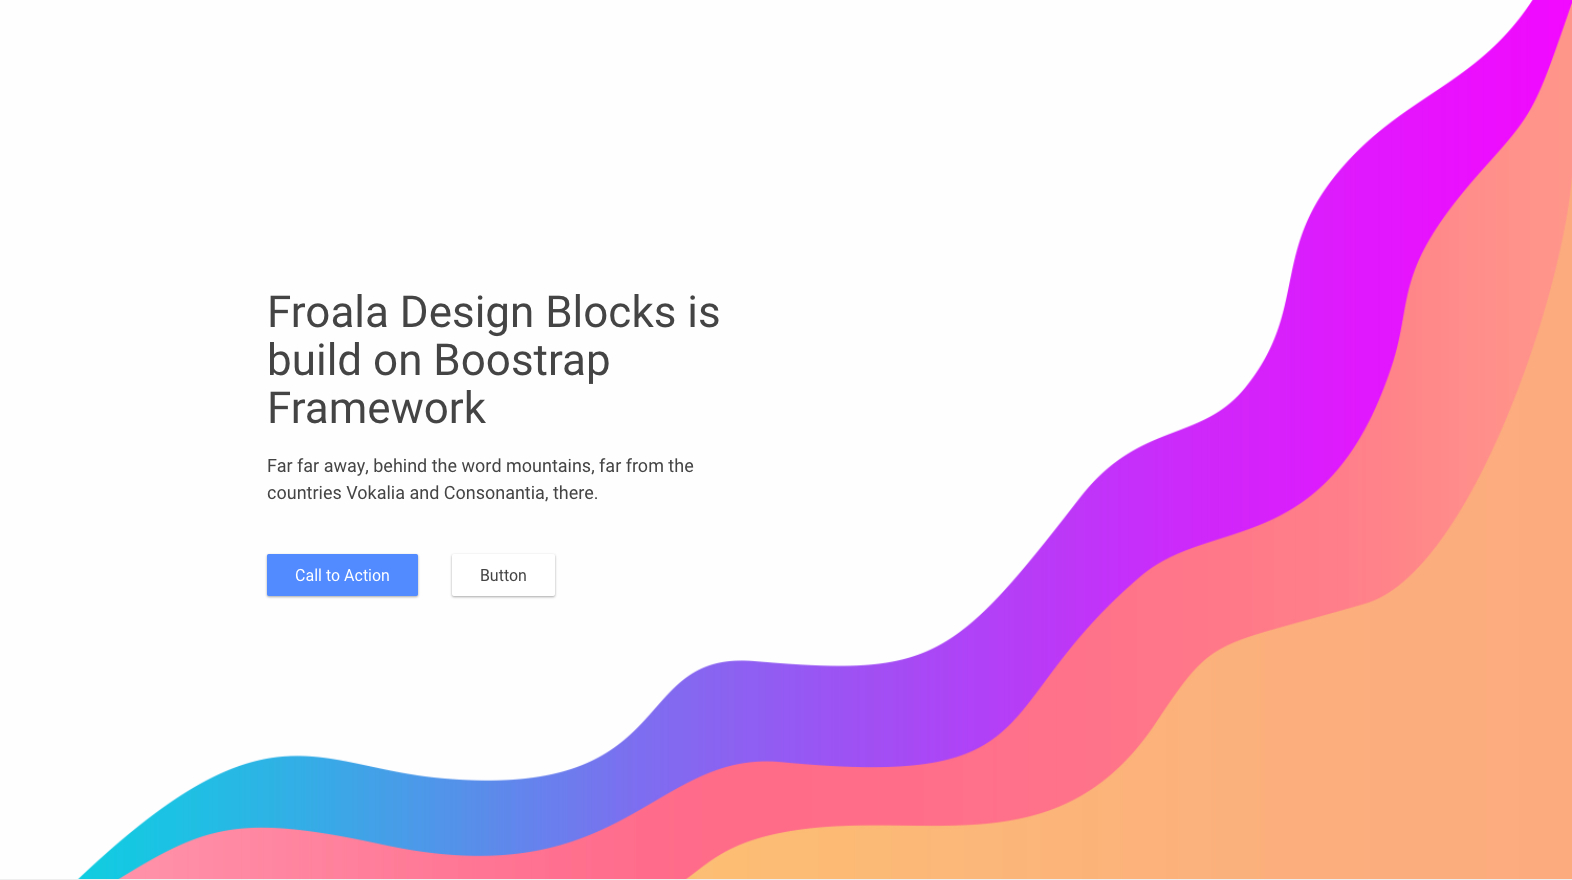 Froala Design Blocks is
build on Boostrap
Framework
Far far away, behind the word mountains, far from the
countries Vokalia and Consonantia, there.
Call to Action
Button